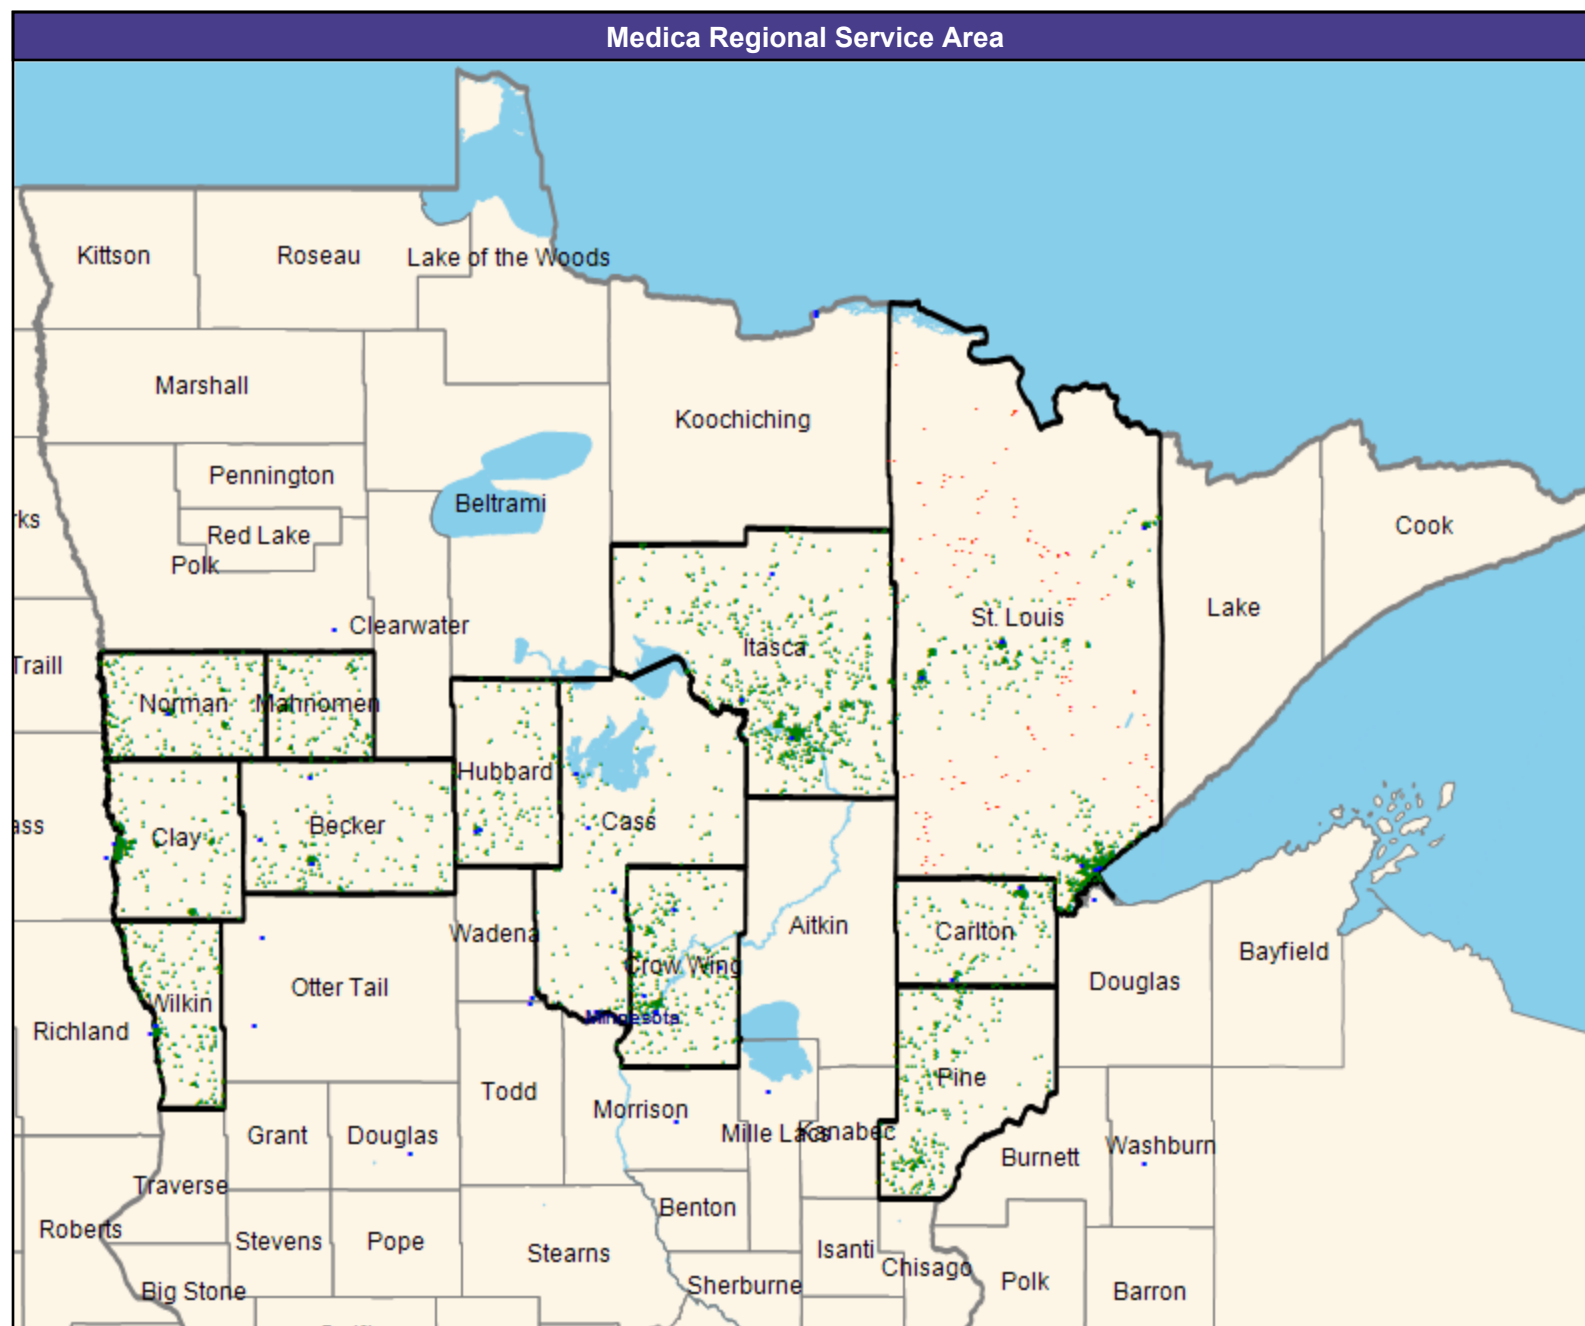 Medica Regional Service Area
Kittson
Roseau
Lake of the Woods
Marshall
Koochiching
Pennington
Beltrami
rks
Red Lake
Cook
Polk
Clearwater
St. Louis
Lake
Traill
Itasca
Norman
Mahnomen
Hubbard
ass
Clay
Becker
Cass
Wadena
Aitkin
Carlton
Bayfield
Crow Wing
Otter Tail
Douglas
Wilkin
Minnesota
Richland
Todd
Pine
Morrison
Grant
Douglas
Mille Lacs
Kanabec
Washburn
Burnett
Traverse
Benton
Roberts
Stevens
Pope
Stearns
Isanti
Chisago
Polk
Big Stone
Sherburne
Barron